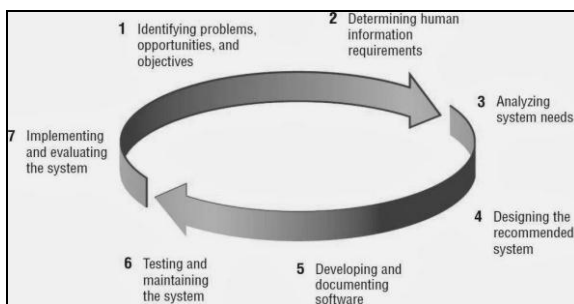 1 Identifying problems,
opportunities, and
objectives
2 Determining human
information
requirements
3 Analyzing
system needs
4 Designing the
recommended
system
5 Developing and
documenting
software
6 Testing and
maintaining
the system
7 Implementing
and evaluating
the system